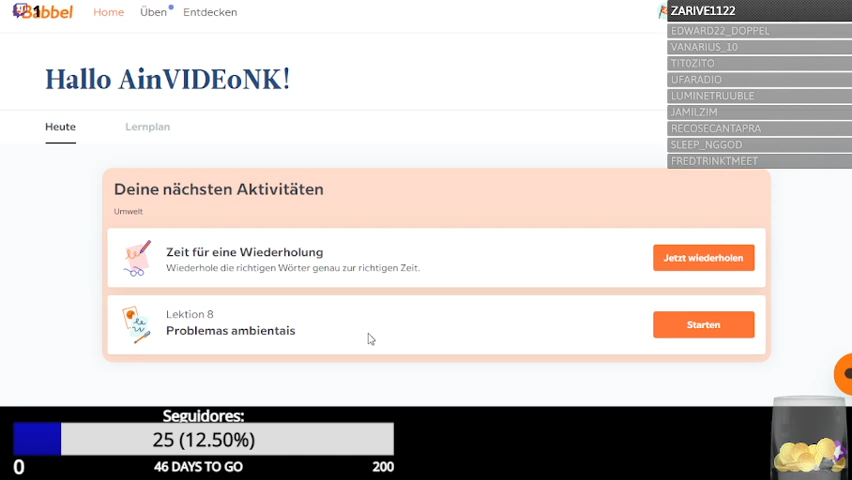 1
Babbel
Home
Üben
Entdecken
ZARIVE1122
EDWARD22_DOPPEL
VANARIUS_10
TIT0ZITO
UFARADIO
LUMINETRUUBLE
JAMILZIM
RECOSECANTAPRA
SLEEP_NGGOD
FREDTRINKTMEET
Hallo AinVIDEoNK!
Heute
Lernplan
Deine nächsten Aktivitäten
Umwelt
Zeit für eine Wiederholung
Wiederhole die richtigen Wörter genau zur richtigen Zeit.
Jetzt wiederholen
Lektion 8
Problemas ambientais
Starten
Seguidores:
25 (12.50%)
0
46 DAYS TO GO
200